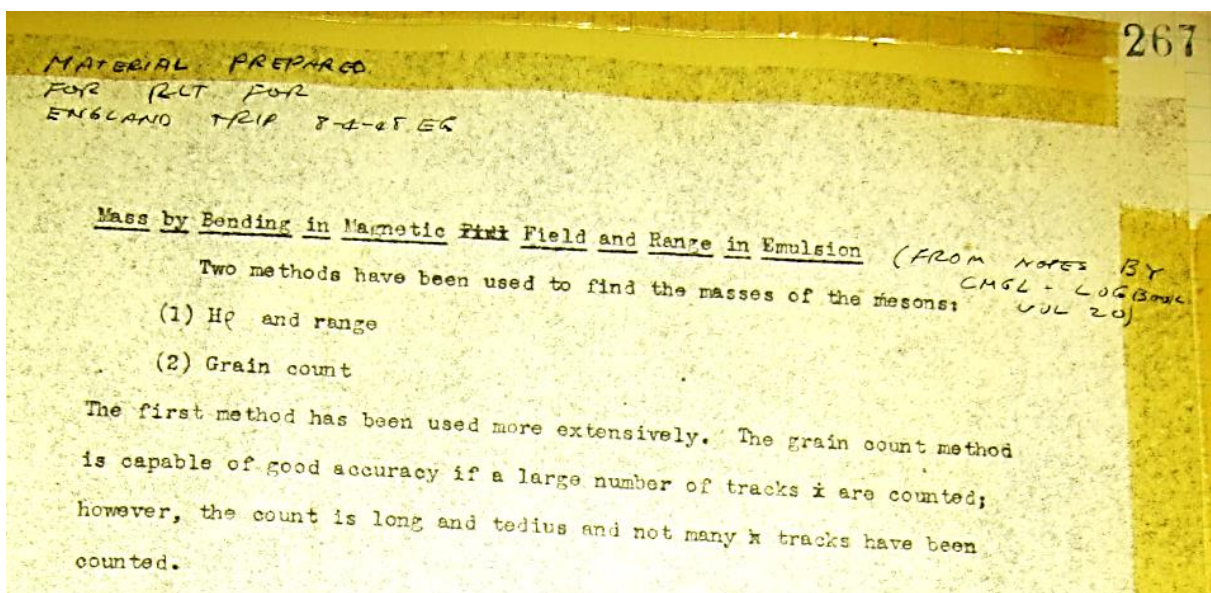 267
MATERIAL PREPARED
FOR RLT FOR
ENGLAND TRIP 8-4-48 EG
Mass by Bending in Magnetic Field and Range in Emulsion (FROM NOTES BY
CMGL - LOGBOOK
VOL 20)
Two methods have been used to find the masses of the mesons:
(1) Hρ and range
(2) Grain count
The first method has been used more extensively. The grain count method
is capable of good accuracy if a large number of tracks i are counted;
however, the count is long and tedius and not many x tracks have been
counted.